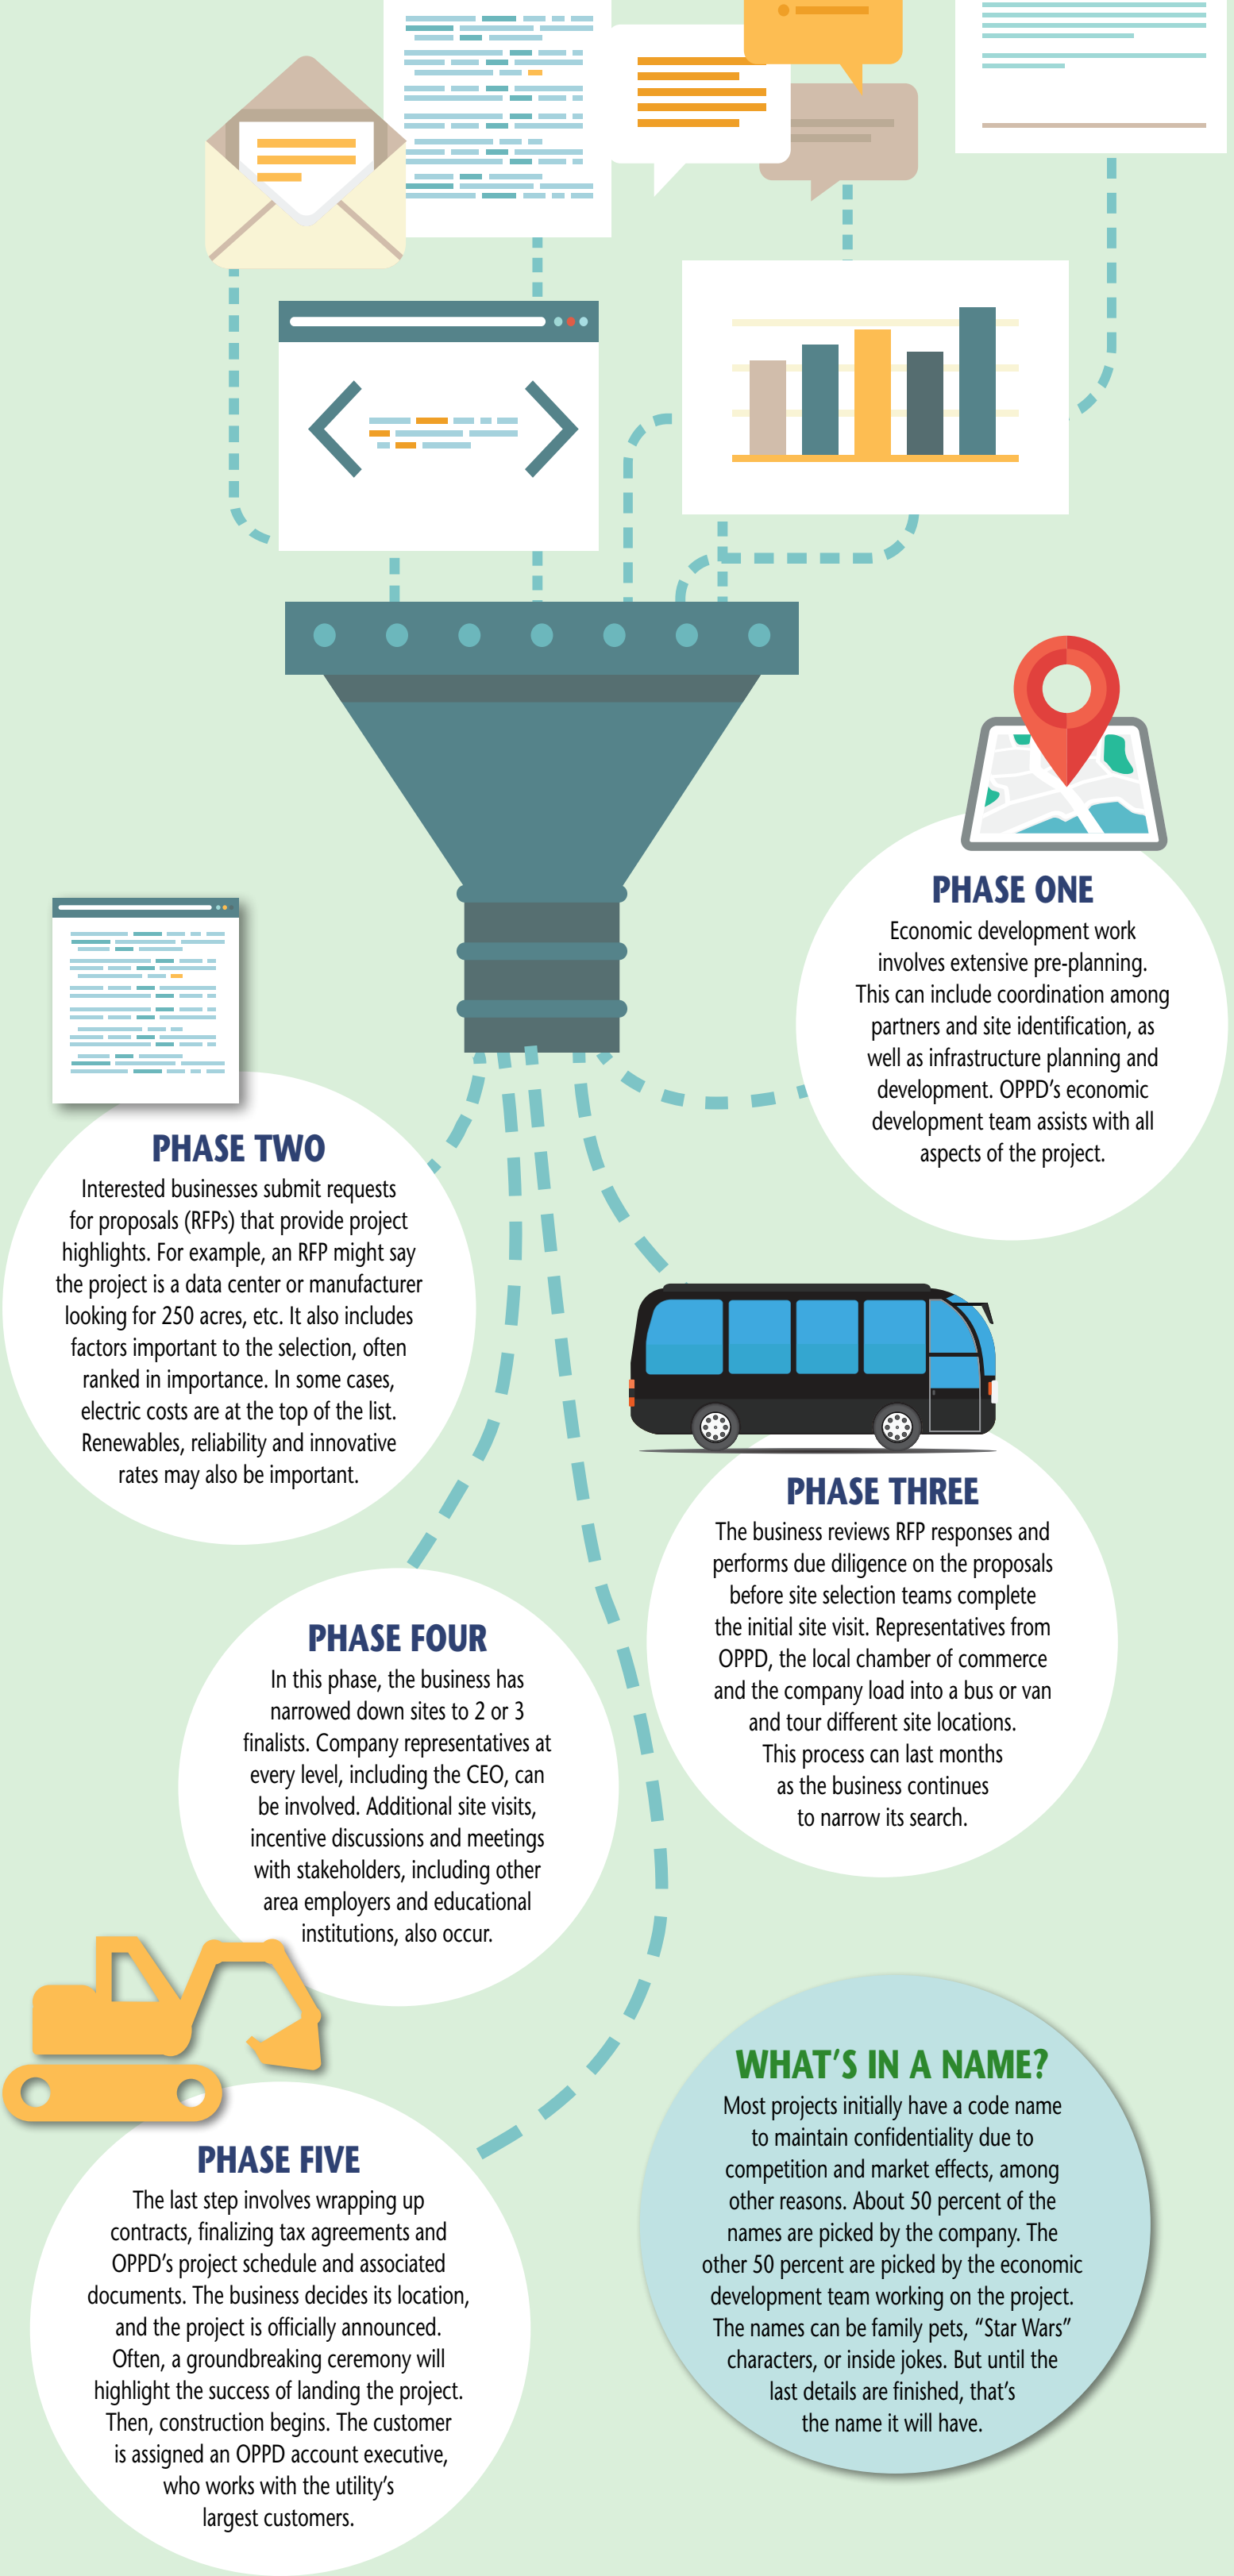 PHASE ONE
Economic development work
involves extensive pre-planning.
This can include coordination among
partners and site identification, as
well as infrastructure planning and
development. OPPD’s economic
development team assists with all
aspects of the project.
PHASE TWO
Interested businesses submit requests
for proposals (RFPs) that provide project
highlights. For example, an RFP might say
the project is a data center or manufacturer
looking for 250 acres, etc. It also includes
factors important to the selection, often
ranked in importance. In some cases,
electric costs are at the top of the list.
Renewables, reliability and innovative
rates may also be important.
PHASE THREE
The business reviews RFP responses and
performs due diligence on the proposals
before site selection teams complete
the initial site visit. Representatives from
OPPD, the local chamber of commerce
and the company load into a bus or van
and tour different site locations.
This process can last months
as the business continues
to narrow its search.
PHASE FOUR
In this phase, the business has
narrowed down sites to 2 or 3
finalists. Company representatives at
every level, including the CEO, can
be involved. Additional site visits,
incentive discussions and meetings
with stakeholders, including other
area employers and educational
institutions, also occur.
PHASE FIVE
The last step involves wrapping up
contracts, finalizing tax agreements and
OPPD’s project schedule and associated
documents. The business decides its location,
and the project is officially announced.
Often, a groundbreaking ceremony will
highlight the success of landing the project.
Then, construction begins. The customer
is assigned an OPPD account executive,
who works with the utility’s
largest customers.
WHAT’S IN A NAME?
Most projects initially have a code name
to maintain confidentiality due to
competition and market effects, among
other reasons. About 50 percent of the
names are picked by the company. The
other 50 percent are picked by the economic
development team working on the project.
The names can be family pets, “Star Wars”
characters, or inside jokes. But until the
last details are finished, that’s
the name it will have.